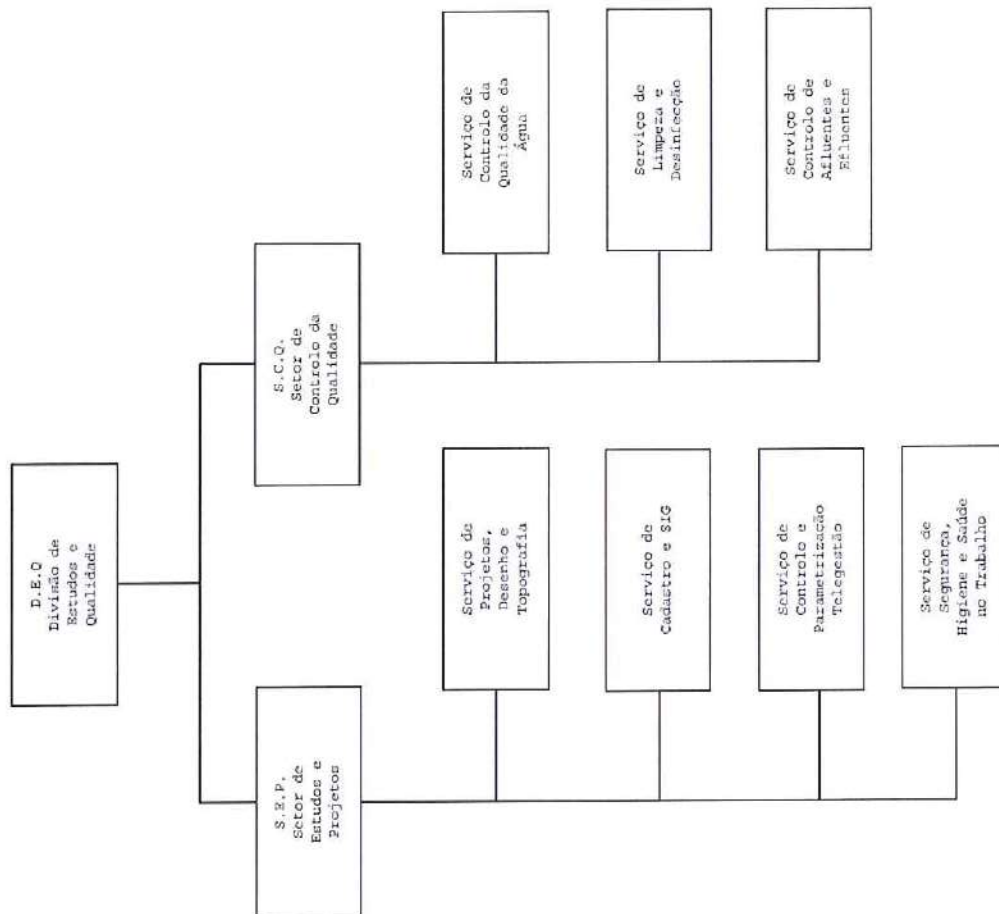 D.E.Q
Divisão de
Estudos e
Qualidade
S.E.P.
Setor de
Estudos e
Projetos
S.C.Q.
Setor de
Controlo da
Qualidade
Serviço de
Projetos,
Desenho e
Topografia
Serviço de
Cadastro e SIG
Serviço de
Controlo e
Parametrização
Telegestão
Serviço de
Segurança,
Higiene e Saúde
no Trabalho
Serviço de
Controlo da
Qualidade da
Água
Serviço de
Limpeza e
Desinfecção
Serviço de
Controlo de
Afluentes e
Efluentes